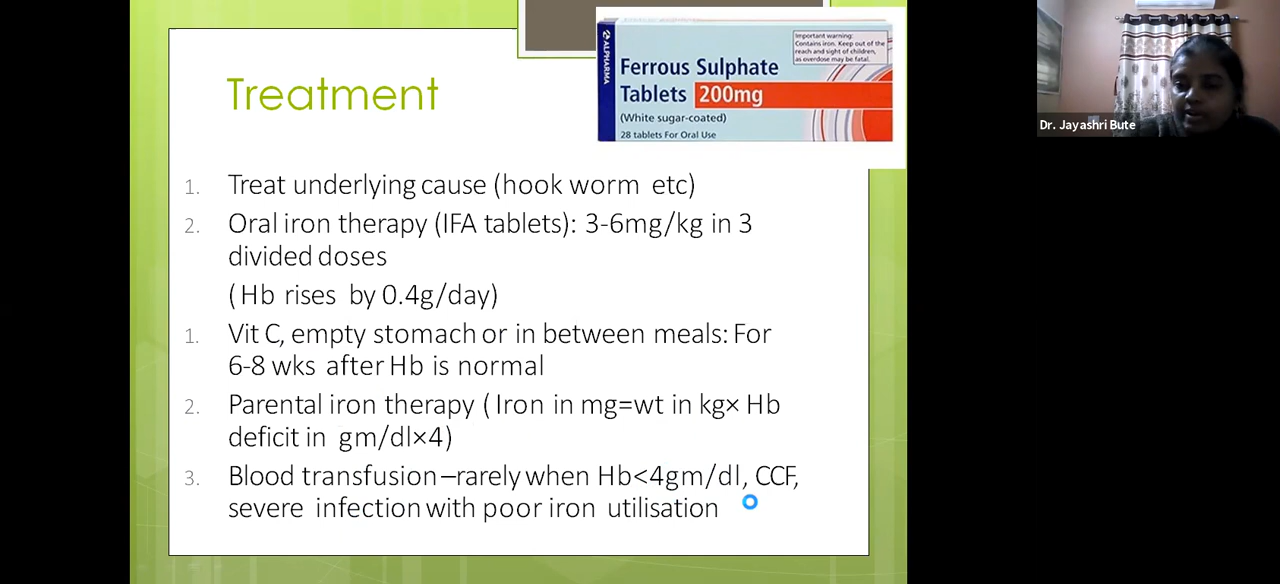 Treatment
ALPHARMA
Important warning:
Contains iron. Keep out of the
reach and sight of children,
as overdose may be fatal.
Ferrous Sulphate
Tablets 200mg
(White sugar-coated)
28 tablets For Oral Use
Dr. Jayashri Bute
1. Treat underlying cause (hook worm etc)
2. Oral iron therapy (IFA tablets): 3-6mg/kg in 3
divided doses
(Hb rises by 0.4g/day)
1. Vit C, empty stomach or in between meals: For
6-8 wks after Hb is normal
2. Parental iron therapy (Iron in mg=wt in kg× Hb
deficit in gm/dl×4)
3. Blood transfusion–rarely when Hb<4gm/dl, CCF,
severe infection with poor iron utilisation